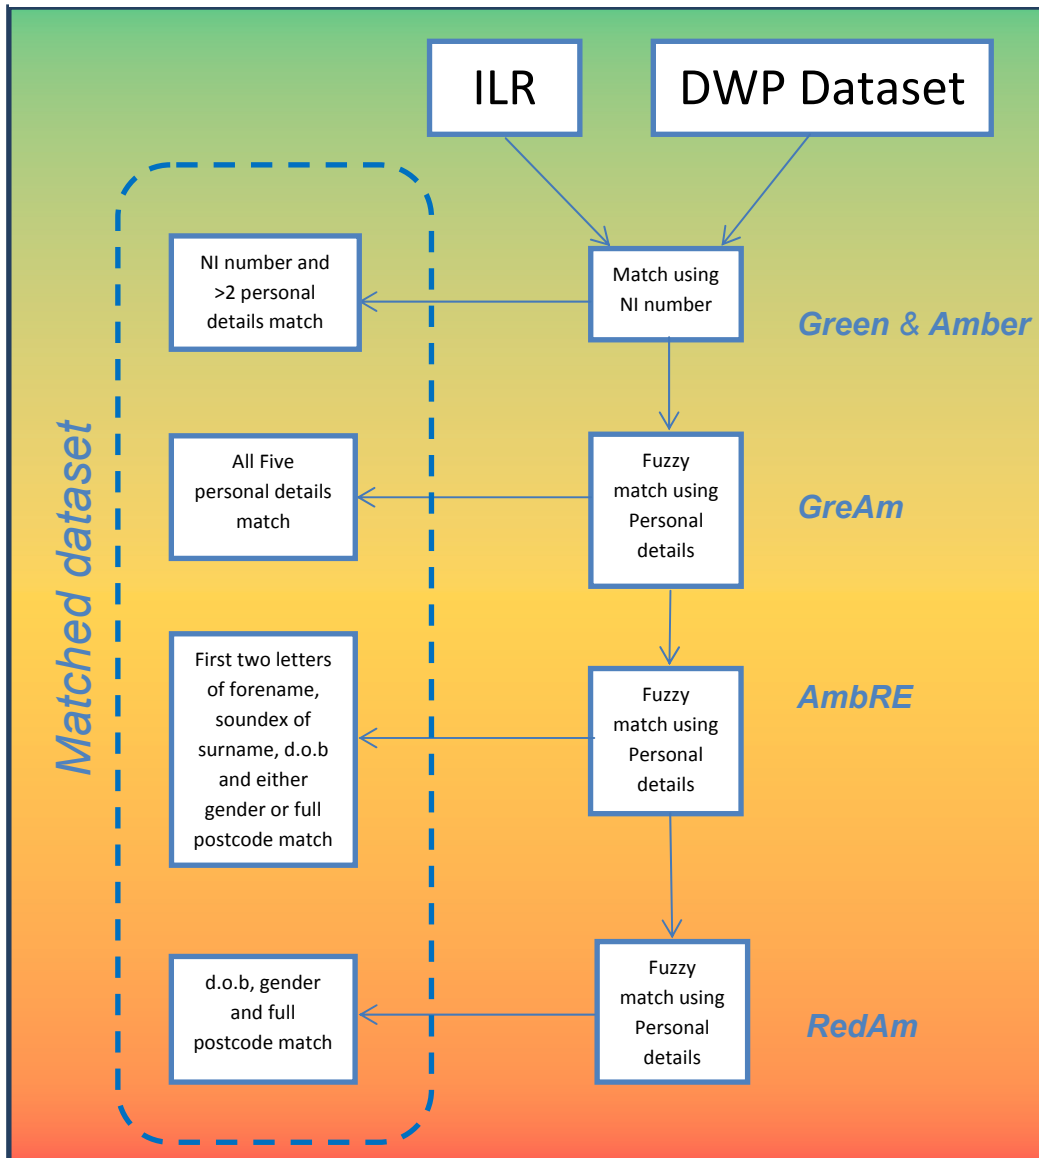 ILR
DWP Dataset
NI number and
>2 personal
details match
Match using
NI number
Green & Amber
Matched dataset
All Five
personal details
match
Fuzzy
match using
Personal
details
GreAm
First two letters
of forename,
soundex of
surname, d.o.b
and either
gender or full
postcode match
Fuzzy
match using
Personal
details
AmbRE
d.o.b, gender
and full
postcode match
Fuzzy
match using
Personal
details
RedAm